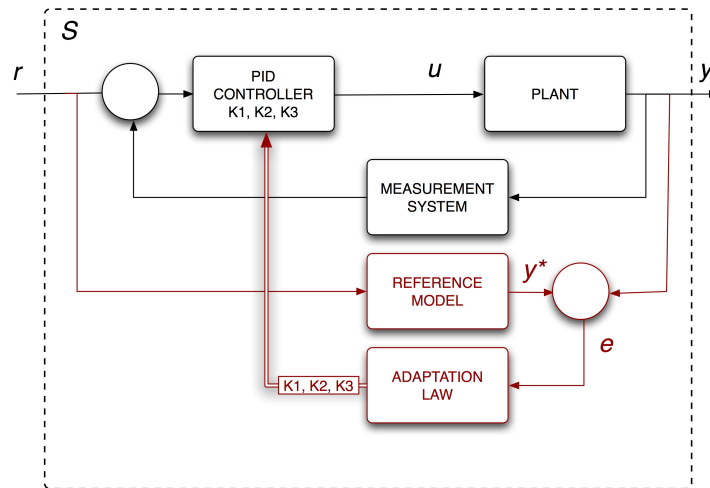 S
r
PID
CONTROLLER
K1, K2, K3
u
PLANT
y
MEASUREMENT
SYSTEM
REFERENCE
MODEL
y*
e
K1, K2, K3
ADAPTATION
LAW